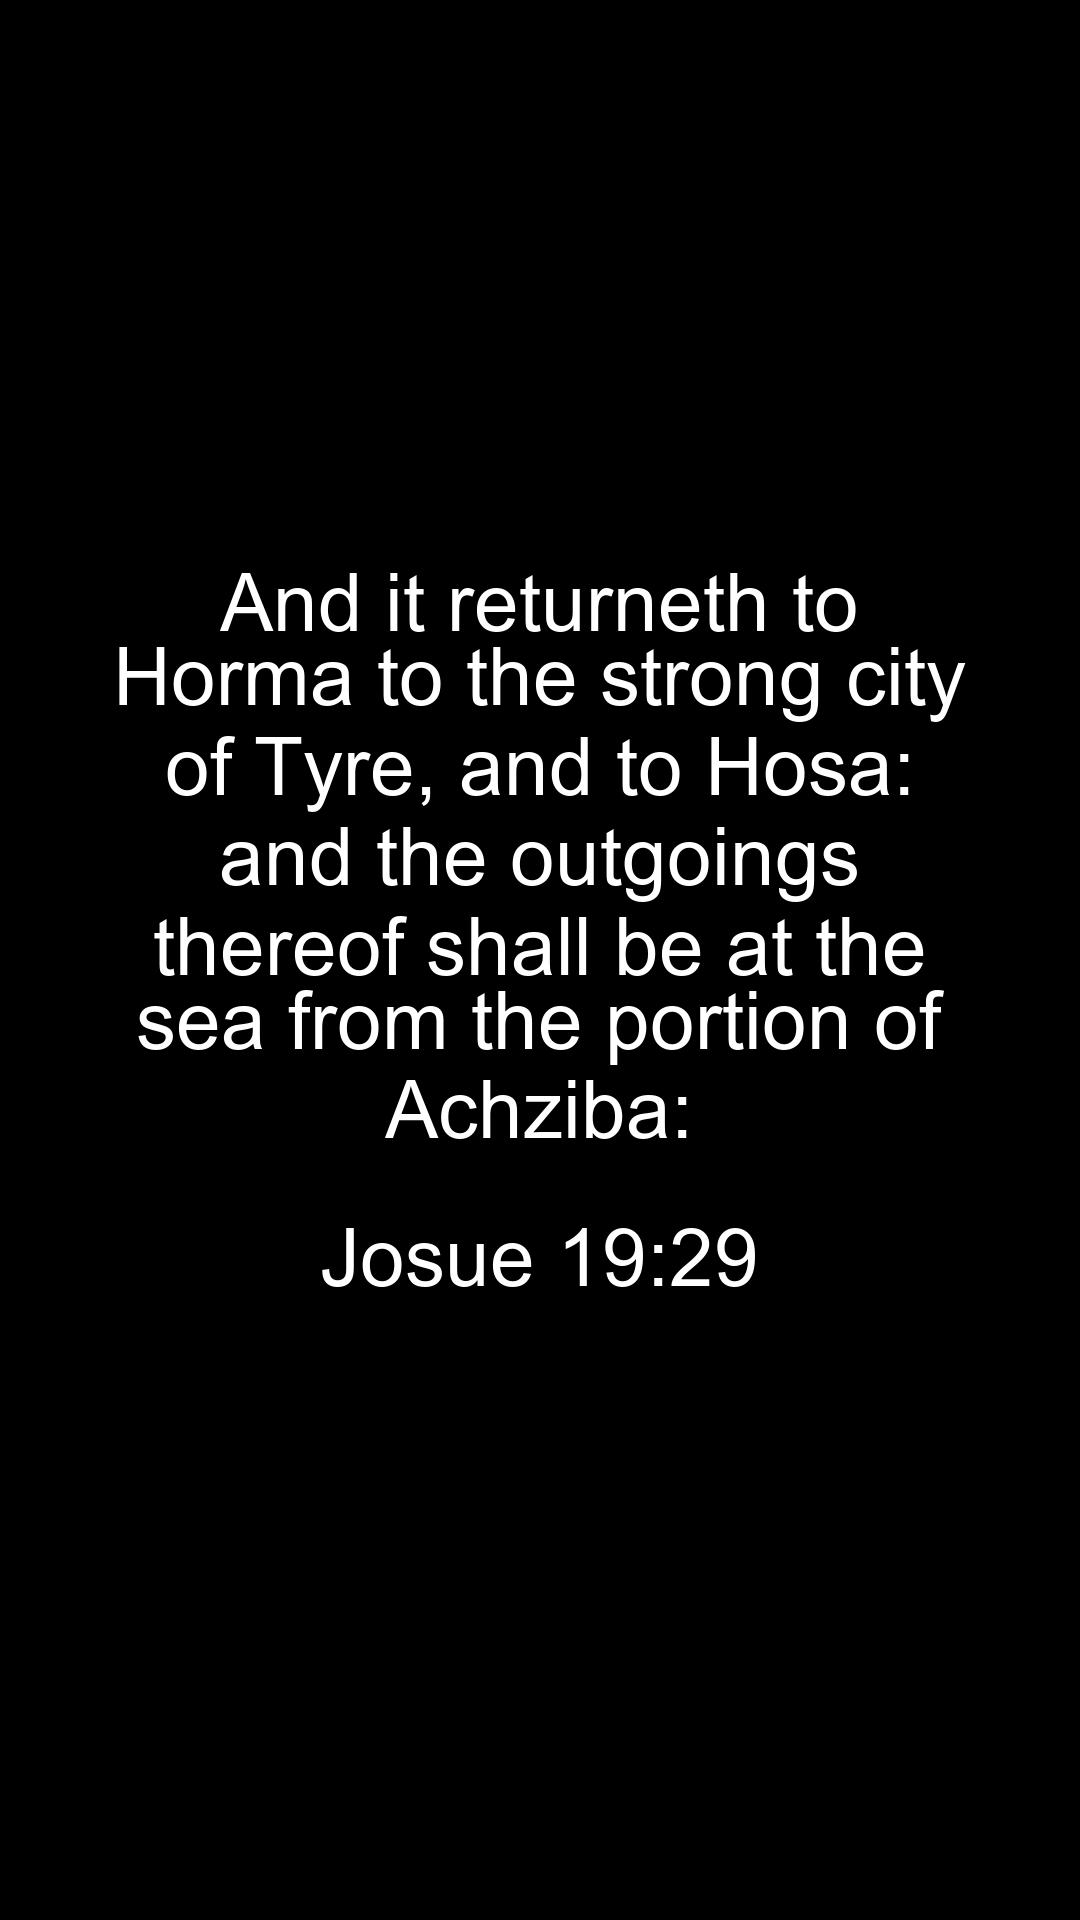 And it returneth to
Horma to the strong city
of Tyre, and to Hosa:
and the outgoings
thereof shall be at the
sea from the portion of
Achziba:
Josue 19:29